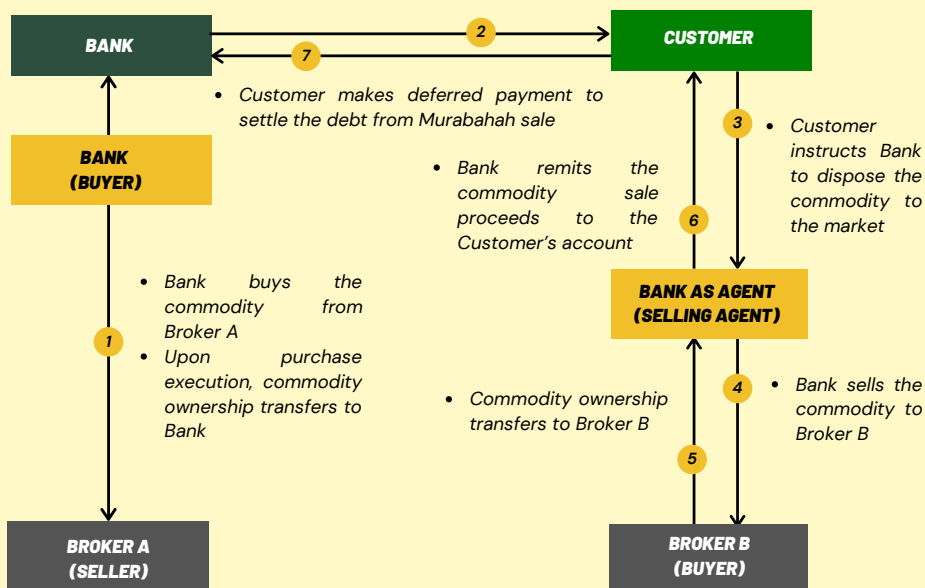 BANK
2
CUSTOMER
7
• Customer makes deferred payment to
settle the debt from Murabahah sale
3
• Customer
instructs Bank
to dispose the
commodity to
the market
BANK
(BUYER)
• Bank remits the
commodity sale
proceeds to the
Customer’s account
6
• Bank buys the
commodity from
Broker A
• Upon purchase
execution, commodity
ownership transfers to
Bank
1
BANK AS AGENT
(SELLING AGENT)
• Commodity ownership
transfers to Broker B
4
• Bank sells the
commodity to
Broker B
5
BROKER A
(SELLER)
BROKER B
(BUYER)